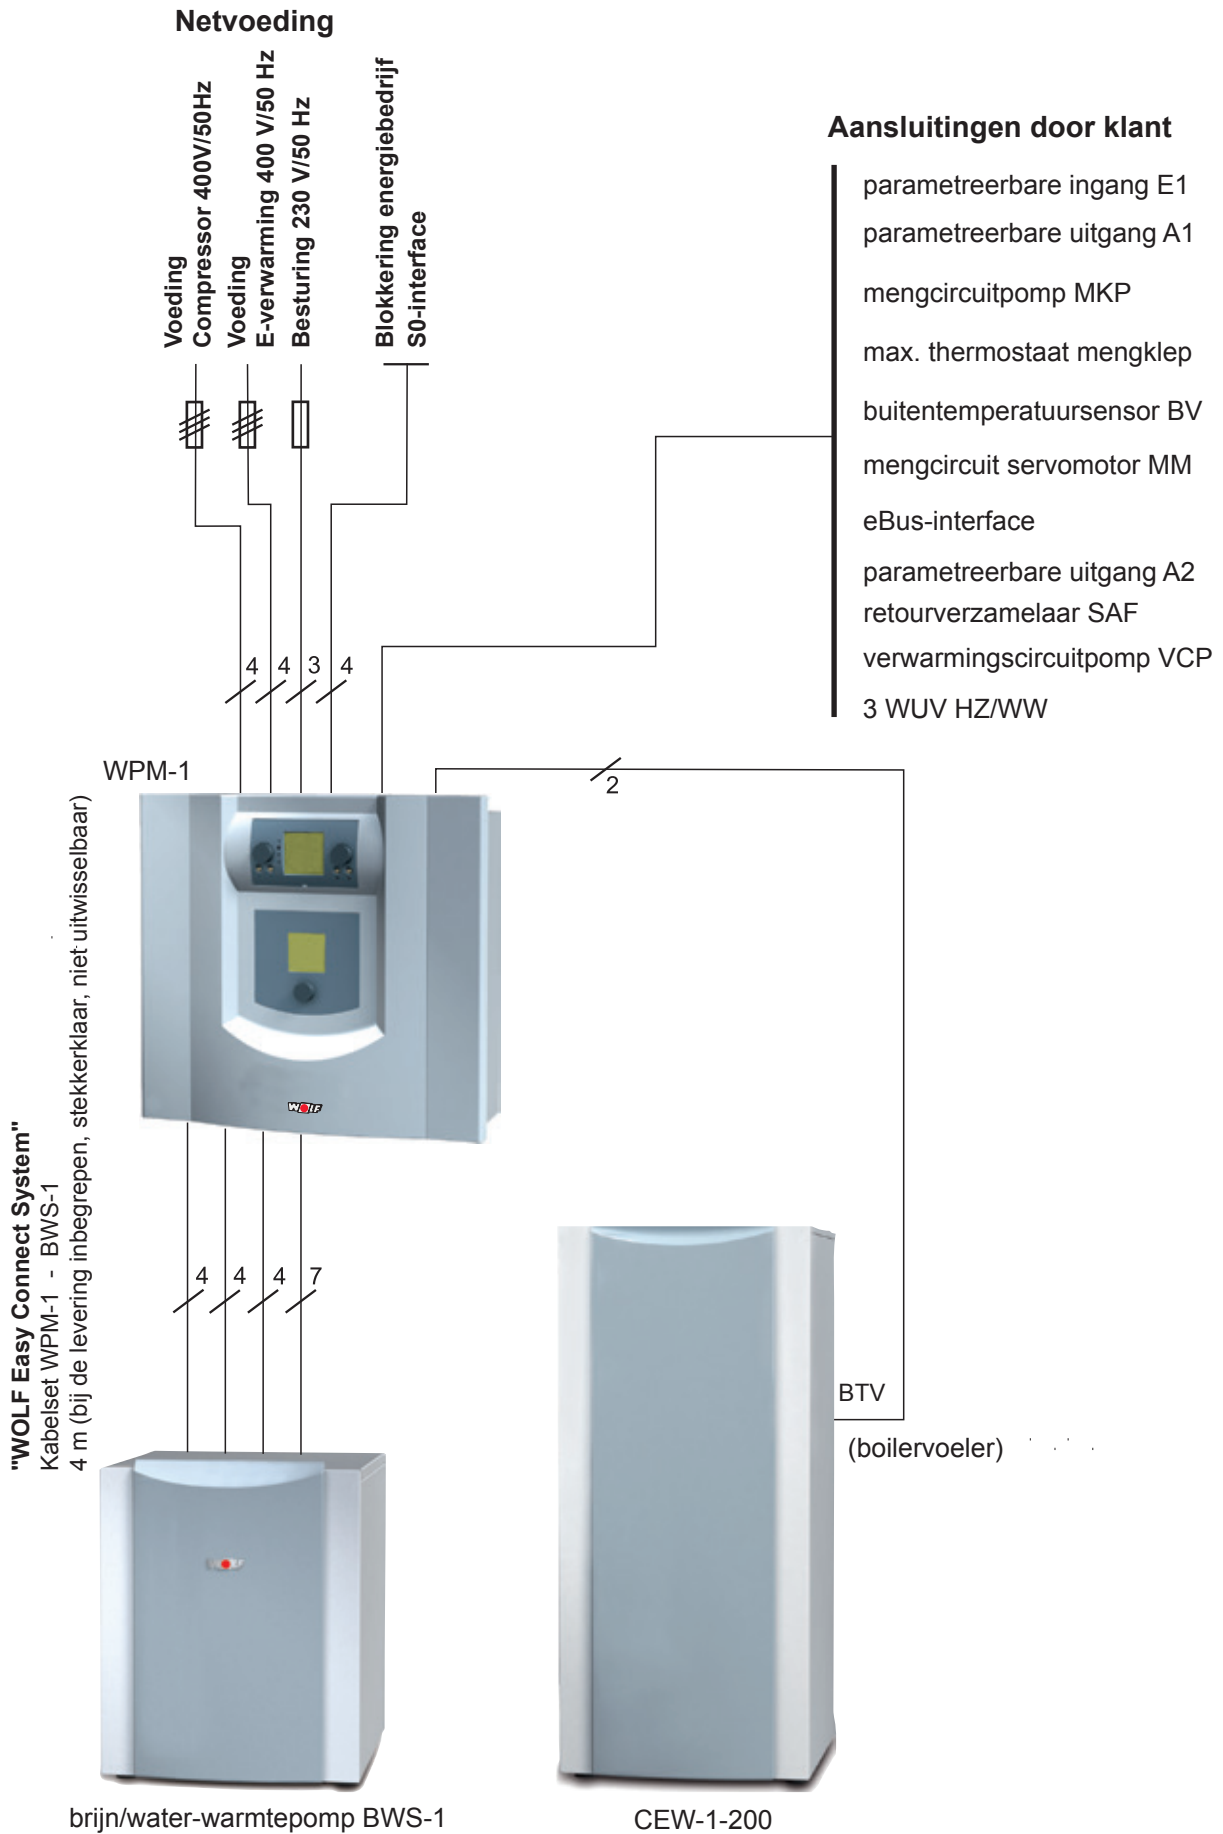 Netvoeding
Voeding
Compressor 400V/50Hz
Voeding
E-verwarming 400 V/50 Hz
Besturing 230 V/50 Hz
Blokkering energiebedrijf
S0-interface
Aansluitingen door klant
parametreerbare ingang E1
parametreerbare uitgang A1
mengcircuitpomp MKP
max. thermostaat mengklep
buitentemperatuursensor BV
mengcircuit servomotor MM
eBus-interface
parametreerbare uitgang A2
retourverzamelaar SAF
verwarmingscircuitpomp VCP
3 WUV HZ/WW
4 4 3 4
WPM-1
2
WOLF
"WOLF Easy Connect System"
Kabelset WPM-1 - BWS-1
4 m (bij de levering inbegrepen, stekkerklaar, niet uitwisselbaar)
4 4 4 7
BTV
(boilervoeler)
WOLF
brijn/water-warmtepomp BWS-1
CEW-1-200